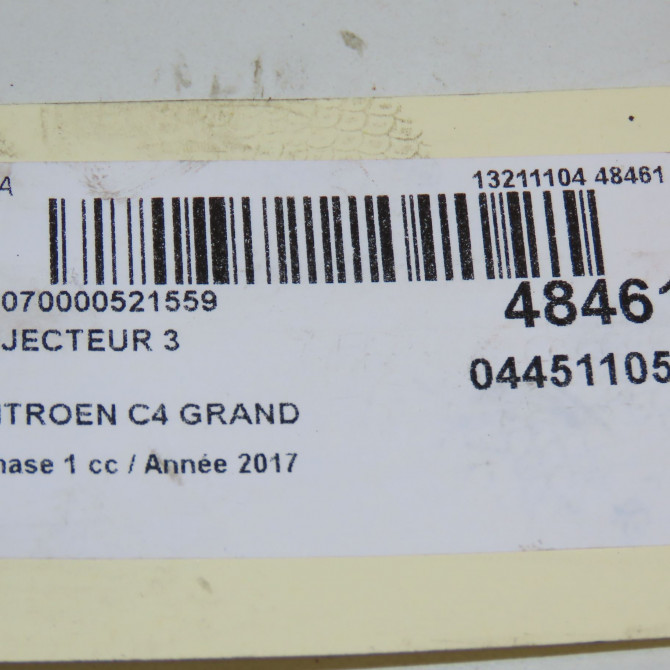 A 13211104 48461
070000521559 48461
JECTEUR 3
04451105
ITROEN C4 GRAND
hase 1 cc / Année 2017